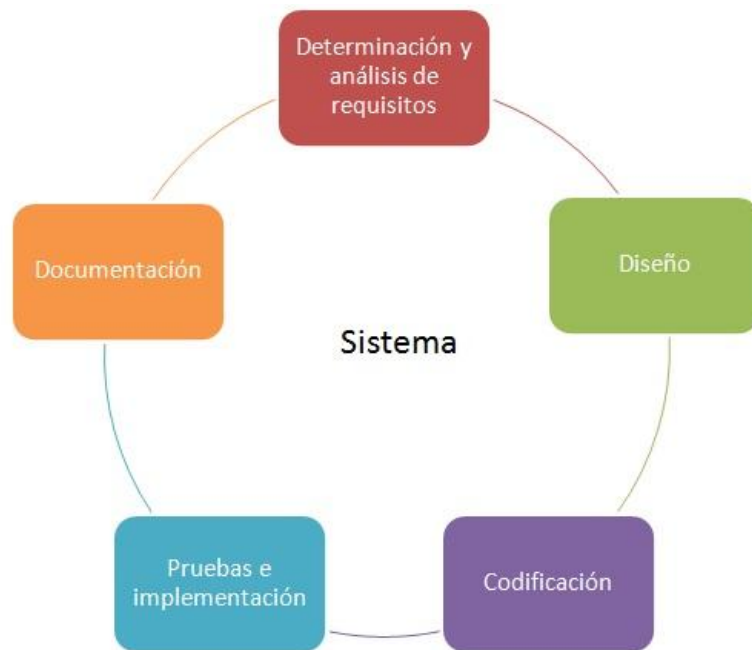 Determinación y
análisis de
requisitos
Documentación
Diseño
Sistema
Pruebas e
implementación
Codificación